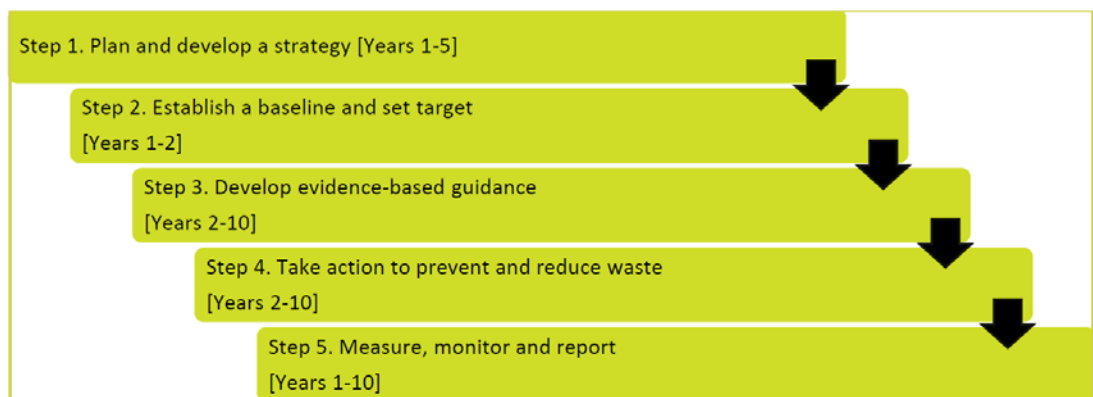 Step 1. Plan and develop a strategy [Years 1-5]
Step 2. Establish a baseline and set target
[Years 1-2]
Step 3. Develop evidence-based guidance
[Years 2-10]
Step 4. Take action to prevent and reduce waste
[Years 2-10]
Step 5. Measure, monitor and report
[Years 1-10]